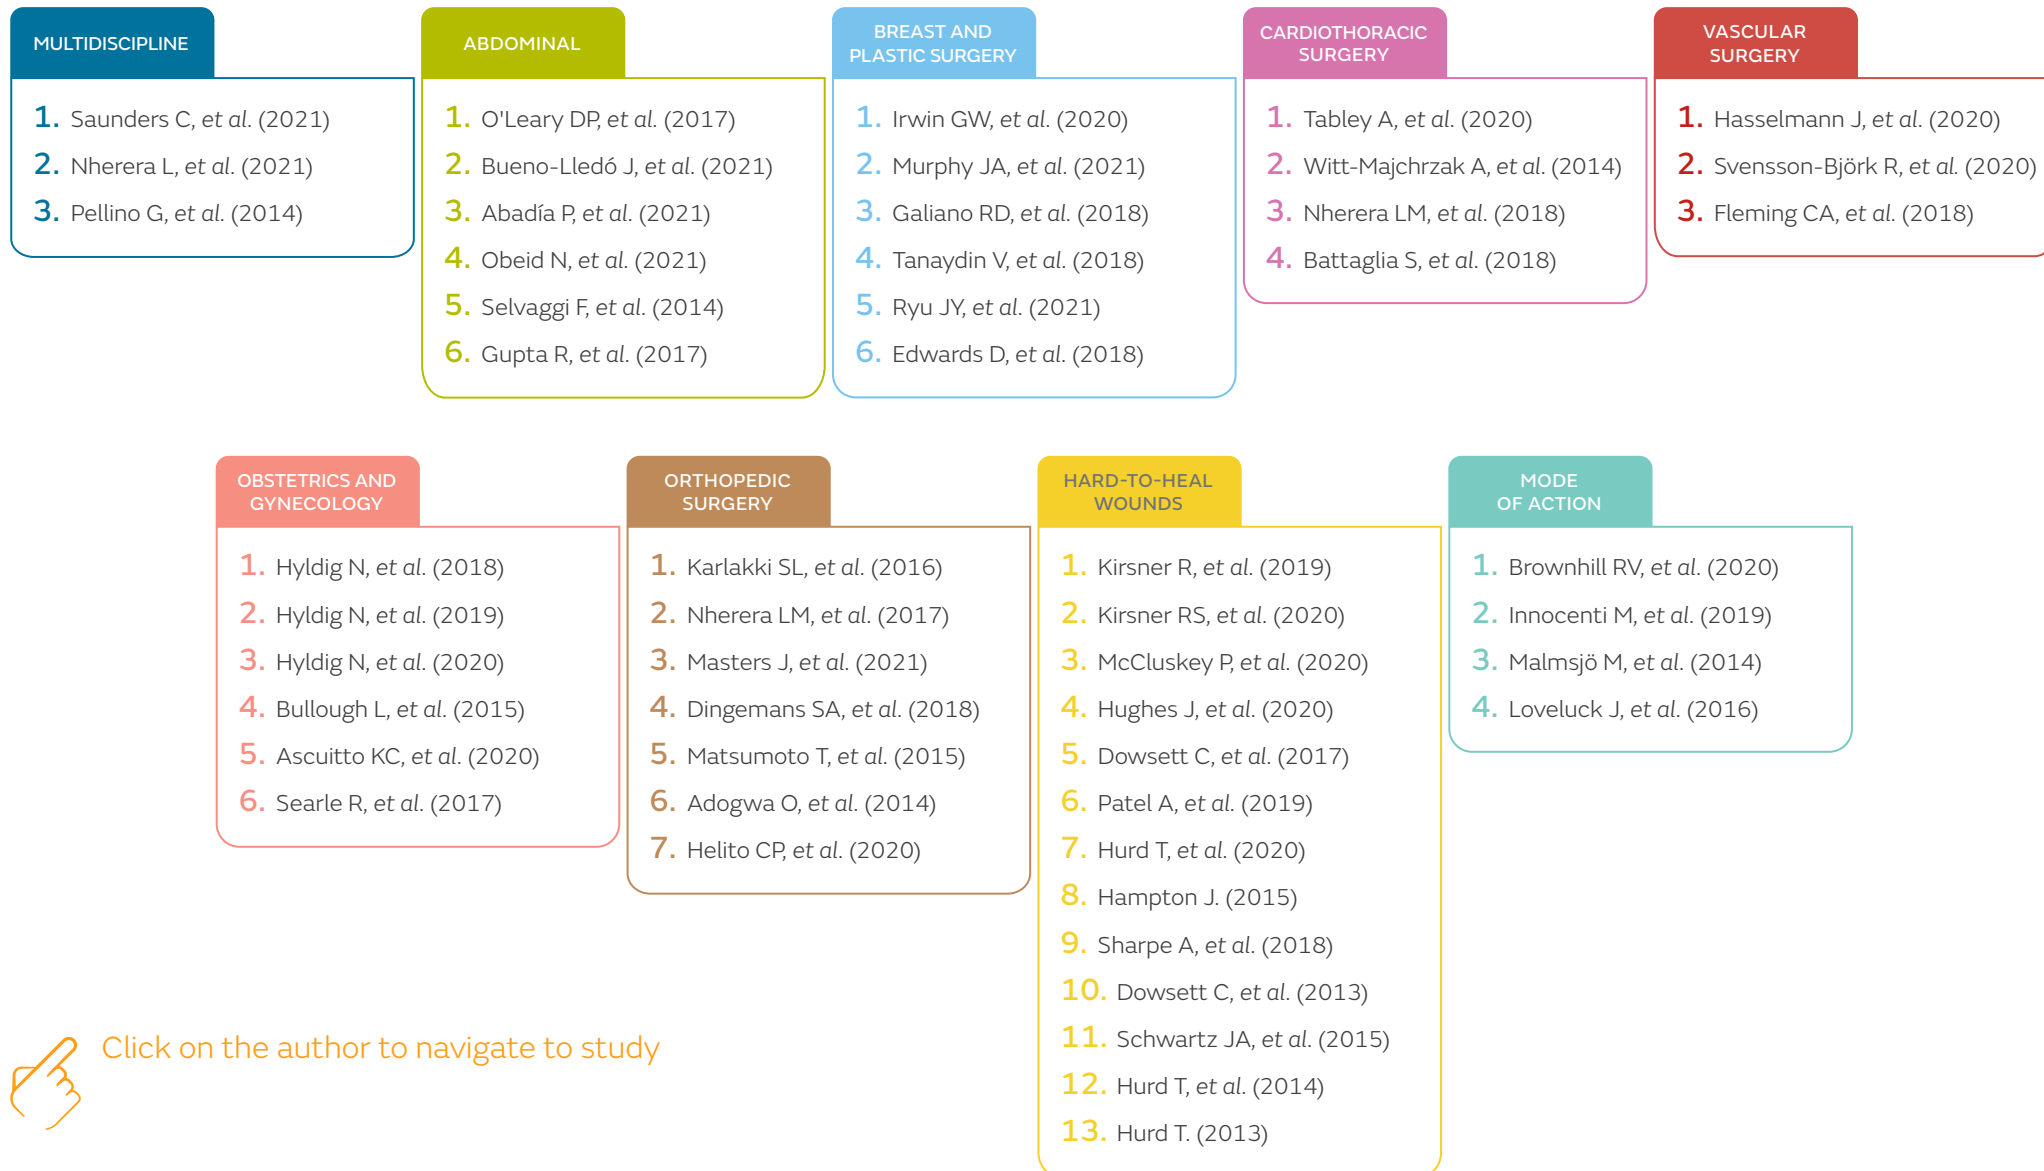 MULTIDISCIPLINE
1. Saunders C, et al. (2021)
2. Nherera L, et al. (2021)
3. Pellino G, et al. (2014)
ABDOMINAL
1. O'Leary DP, et al. (2017)
2. Bueno-Lledó J, et al. (2021)
3. Abadía P, et al. (2021)
4. Obeid N, et al. (2021)
5. Selvaggi F, et al. (2014)
6. Gupta R, et al. (2017)
BREAST AND
PLASTIC SURGERY
1. Irwin GW, et al. (2020)
2. Murphy JA, et al. (2021)
3. Galiano RD, et al. (2018)
4. Tanaydin V, et al. (2018)
5. Ryu JY, et al. (2021)
6. Edwards D, et al. (2018)
CARDIOTHORACIC
SURGERY
1. Tabley A, et al. (2020)
2. Witt-Majchrzak A, et al. (2014)
3. Nherera LM, et al. (2018)
4. Battaglia S, et al. (2018)
VASCULAR
SURGERY
1. Hasselmann J, et al. (2020)
2. Svensson-Björk R, et al. (2020)
3. Fleming CA, et al. (2018)
OBSTETRICS AND
GYNECOLOGY
1. Hyldig N, et al. (2018)
2. Hyldig N, et al. (2019)
3. Hyldig N, et al. (2020)
4. Bullough L, et al. (2015)
5. Ascuitto KC, et al. (2020)
6. Searle R, et al. (2017)
ORTHOPEDIC
SURGERY
1. Karlakki SL, et al. (2016)
2. Nherera LM, et al. (2017)
3. Masters J, et al. (2021)
4. Dingemans SA, et al. (2018)
5. Matsumoto T, et al. (2015)
6. Adogwa O, et al. (2014)
7. Helito CP, et al. (2020)
HARD-TO-HEAL
WOUNDS
1. Kirsner R, et al. (2019)
2. Kirsner RS, et al. (2020)
3. McCluskey P, et al. (2020)
4. Hughes J, et al. (2020)
5. Dowsett C, et al. (2017)
6. Patel A, et al. (2019)
7. Hurd T, et al. (2020)
8. Hampton J. (2015)
9. Sharpe A, et al. (2018)
10. Dowsett C, et al. (2013)
11. Schwartz JA, et al. (2015)
12. Hurd T, et al. (2014)
13. Hurd T. (2013)
MODE
OF ACTION
1. Brownhill RV, et al. (2020)
2. Innocenti M, et al. (2019)
3. Malmsjö M, et al. (2014)
4. Loveluck J, et al. (2016)
Click on the author to navigate to study